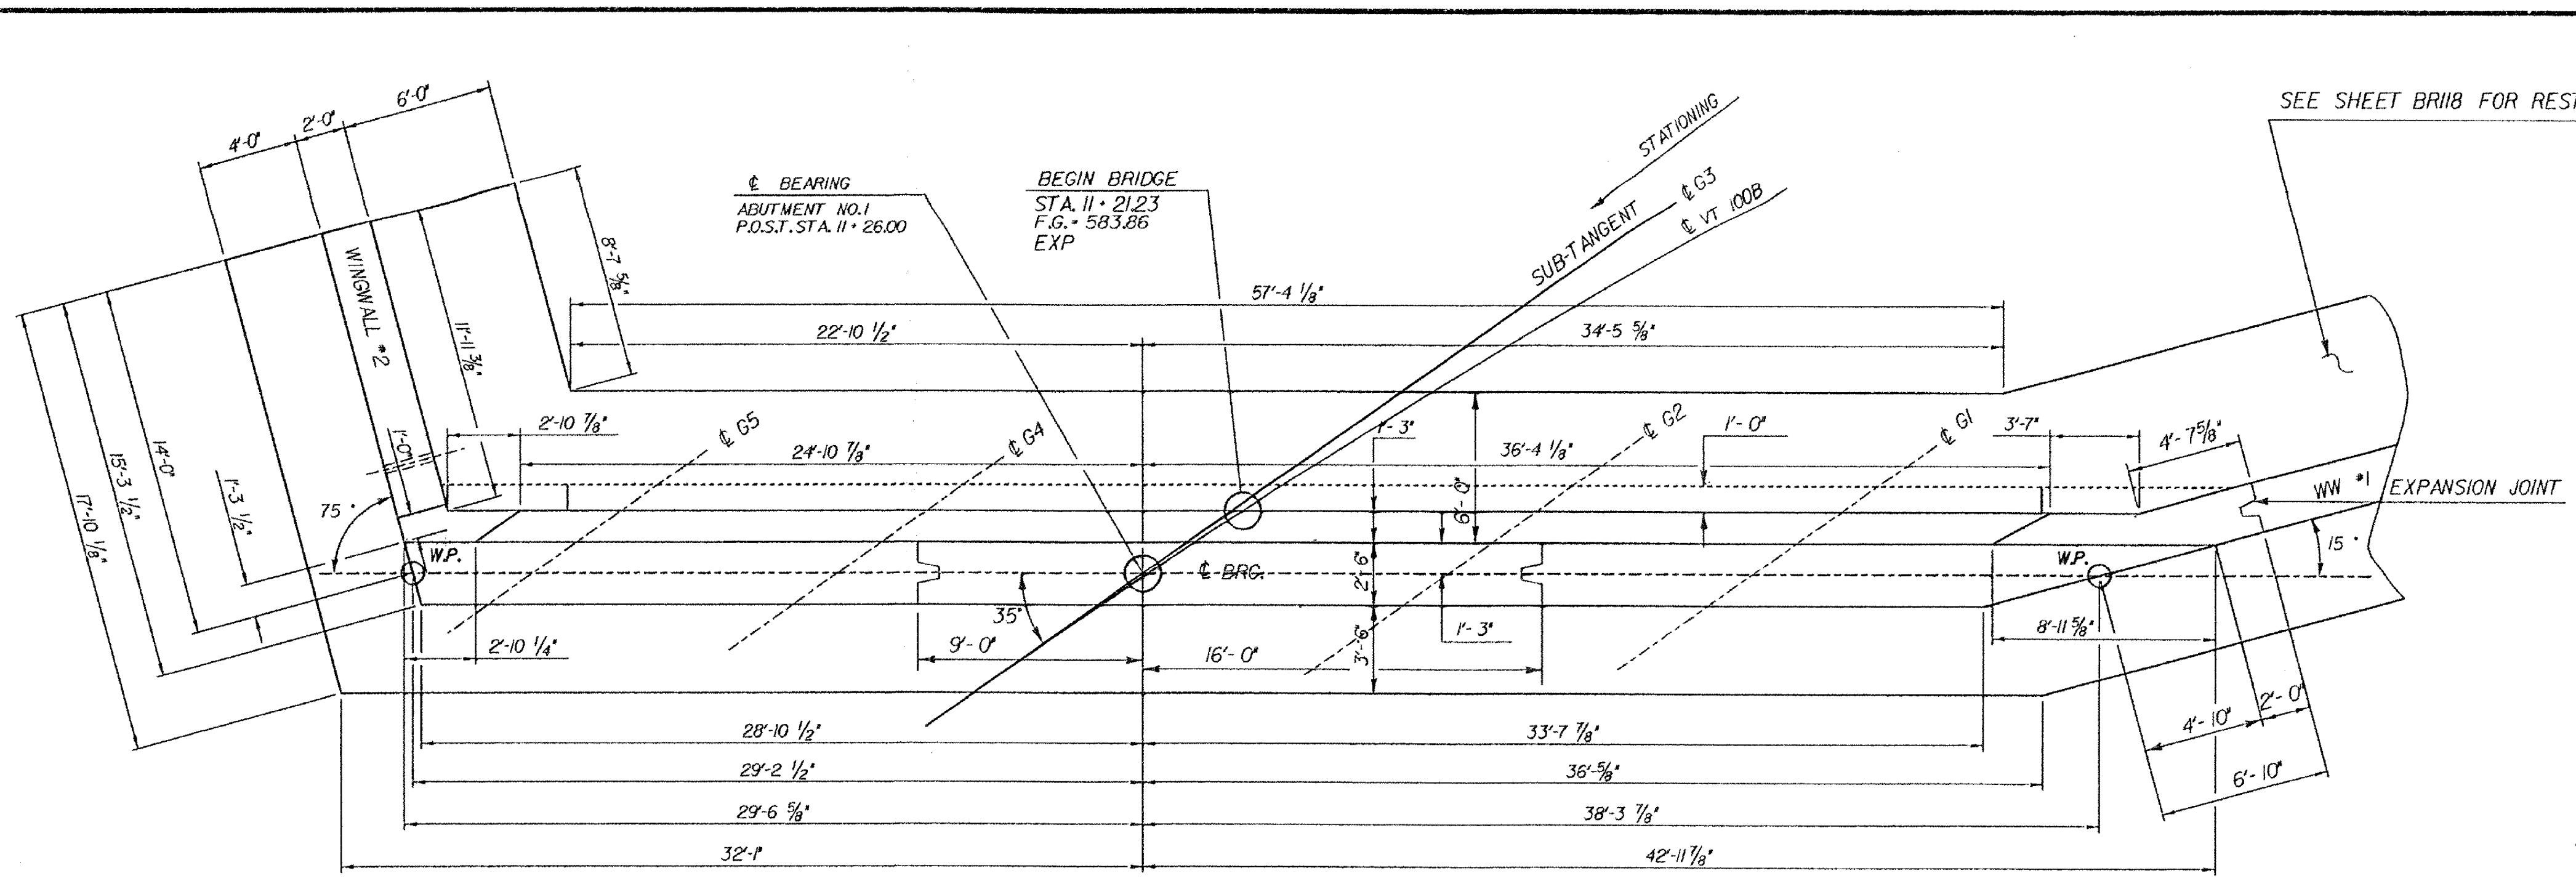 SEE SHEET BR118 FOR REST
6'-0"
2'-0"
4'-0"
STATIONING
℄ G3
℄ VT 100B
SUB-TANGENT
℄ BEARING
ABUTMENT NO.1
P.O.S.T. STA. 11 + 26.00
BEGIN BRIDGE
STA. 11 + 21.23
F.G. = 583.86
EXP
8'-7 5/8"
WINGWALL #2
11'-11 3/8"
57'-4 1/8"
22'-10 1/2"
34'-5 5/8"
2'-10 7/8"
℄ G5
℄ G4
1'-3"
℄ G2
1'-0"
℄ G1
3'-7"
4'-7 5/8"
24'-10 7/8"
36'-4 1/8"
1'-0"
6'-0"
WW #1
EXPANSION JOINT
14'-0"
15'-3 1/2"
17'-10 1/8"
1'-3 1/2"
75°
W.P.
℄ BRG.
2'-6"
W.P.
15°
35°
2'-10 1/4"
9'-0"
16'-0"
3'-6"
1'-3"
8'-11 5/8"
2'-0"
4'-10"
6'-10"
28'-10 1/2"
33'-7 7/8"
29'-2 1/2"
36'-5/8"
29'-6 5/8"
38'-3 7/8"
32'-1"
42'-11 7/8"